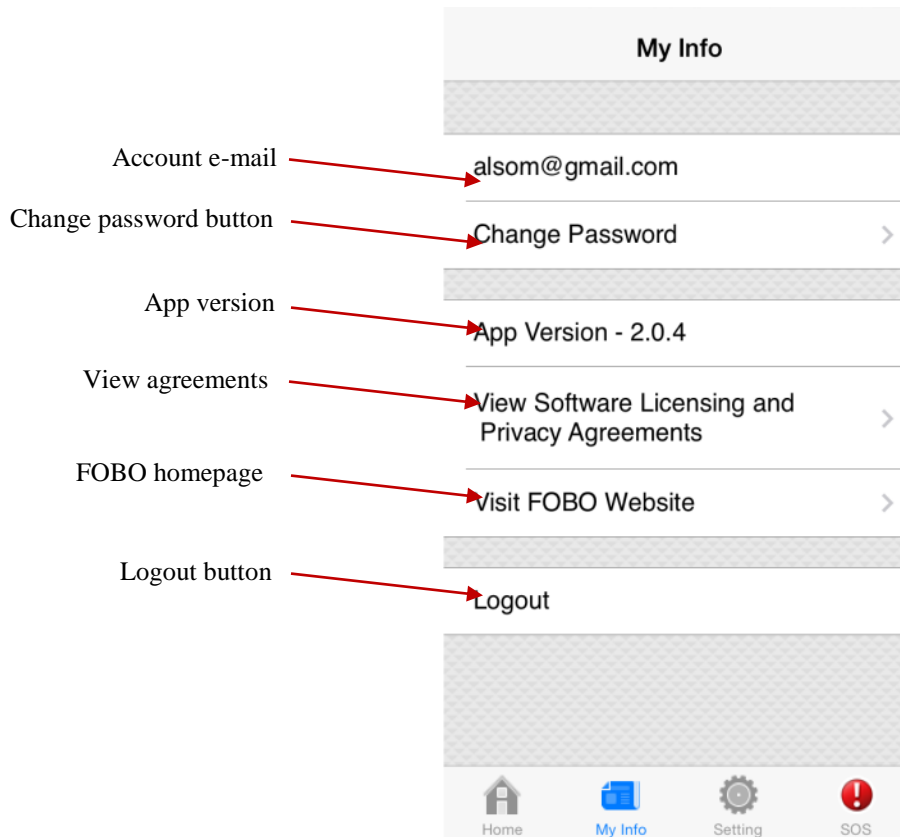 My Info
Account e-mail
alsom@gmail.com
Change password button
Change Password
App version
App Version - 2.0.4
View agreements
View Software Licensing and
Privacy Agreements
FOBO homepage
Visit FOBO Website
Logout button
Logout
Home My Info Setting SOS